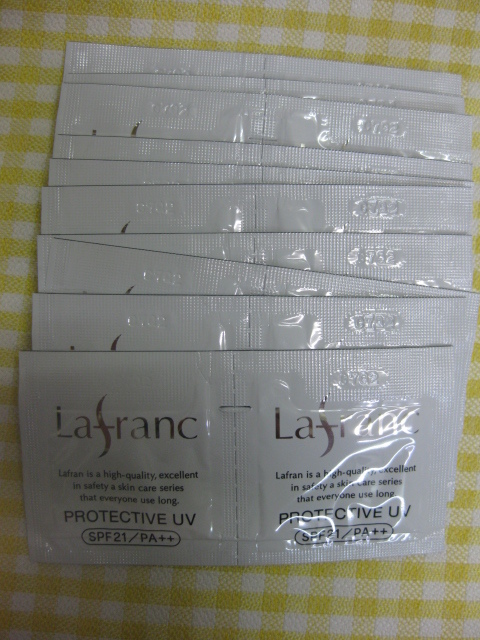 Lafranc
Lafran is a high-quality, excellent
in safety a skin care series
that everyone use long.
PROTECTIVE UV
SPF21/PA++
Lafranc
Lafran is a high-quality, excellent
in safety a skin care series
that everyone use long.
PROTECTIVE UV
SPF21/PA++